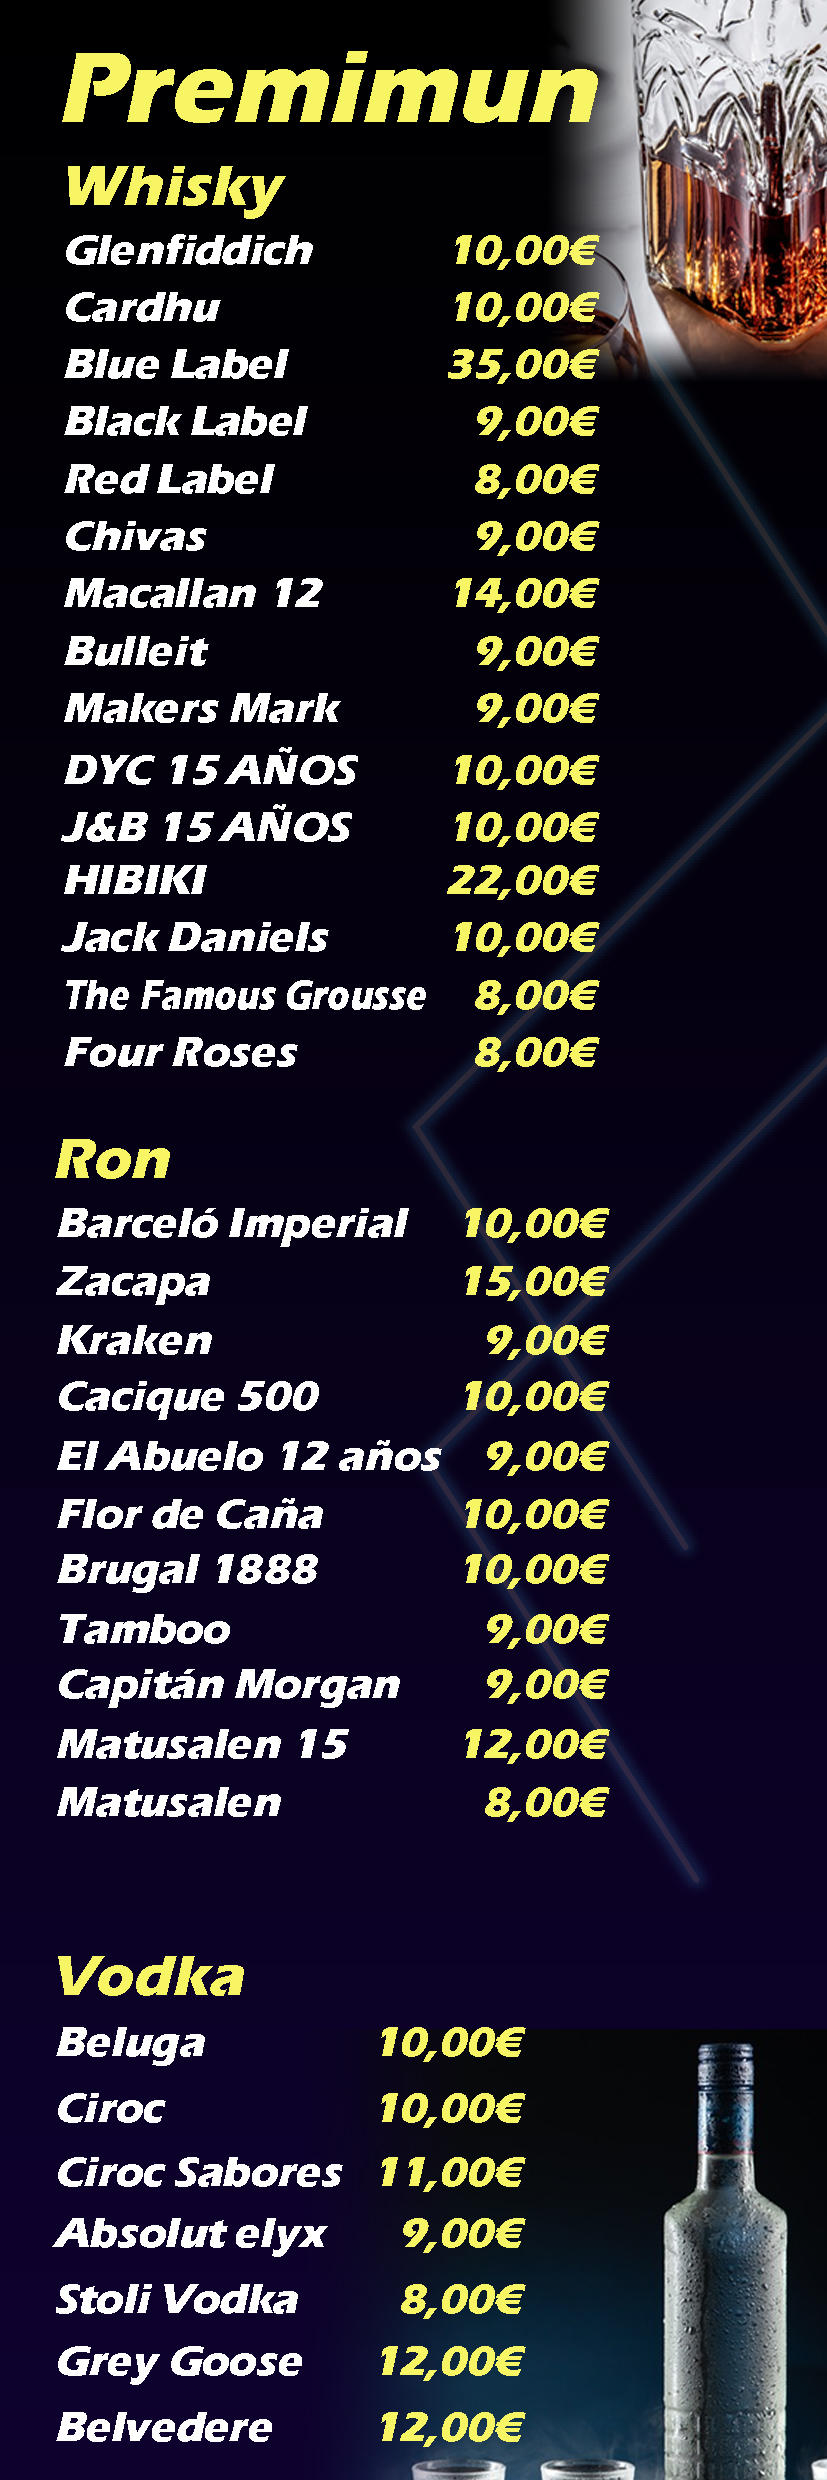 Premimun
Whisky
Glenfiddich 10,00€
Cardhu 10,00€
Blue Label 35,00€
Black Label 9,00€
Red Label 8,00€
Chivas 9,00€
Macallan 12 14,00€
Bulleit 9,00€
Makers Mark 9,00€
DYC 15 AÑOS 10,00€
J&B 15 AÑOS 10,00€
HIBIKI 22,00€
Jack Daniels 10,00€
The Famous Grousse 8,00€
Four Roses 8,00€
Ron
Barceló Imperial 10,00€
Zacapa 15,00€
Kraken 9,00€
Cacique 500 10,00€
El Abuelo 12 años 9,00€
Flor de Caña 10,00€
Brugal 1888 10,00€
Tamboo 9,00€
Capitán Morgan 9,00€
Matusalen 15 12,00€
Matusalen 8,00€
Vodka
Beluga 10,00€
Ciroc 10,00€
Ciroc Sabores 11,00€
Absolut elyx 9,00€
Stoli Vodka 8,00€
Grey Goose 12,00€
Belvedere 12,00€